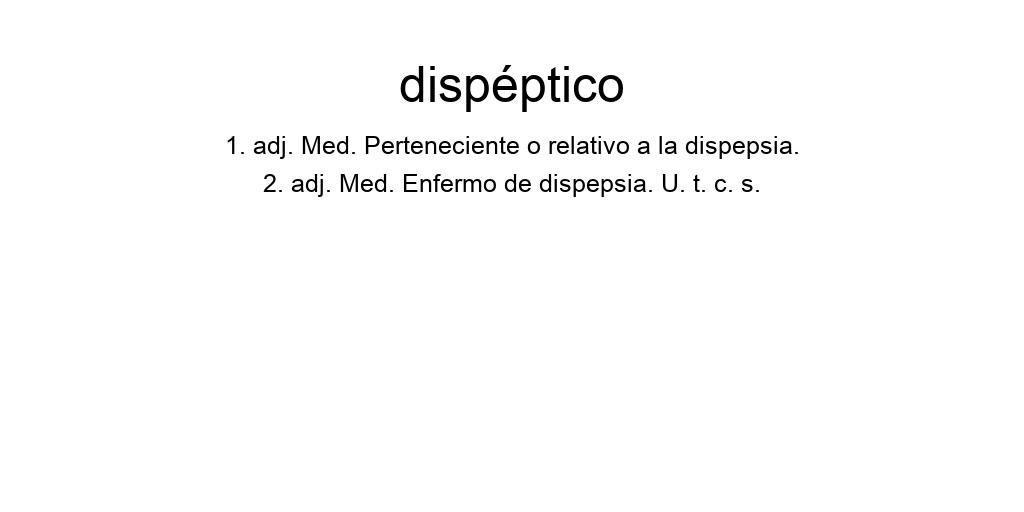 dispéptico
1. adj. Med. Perteneciente o relativo a la dispepsia.
2. adj. Med. Enfermo de dispepsia. U. t. c. s.